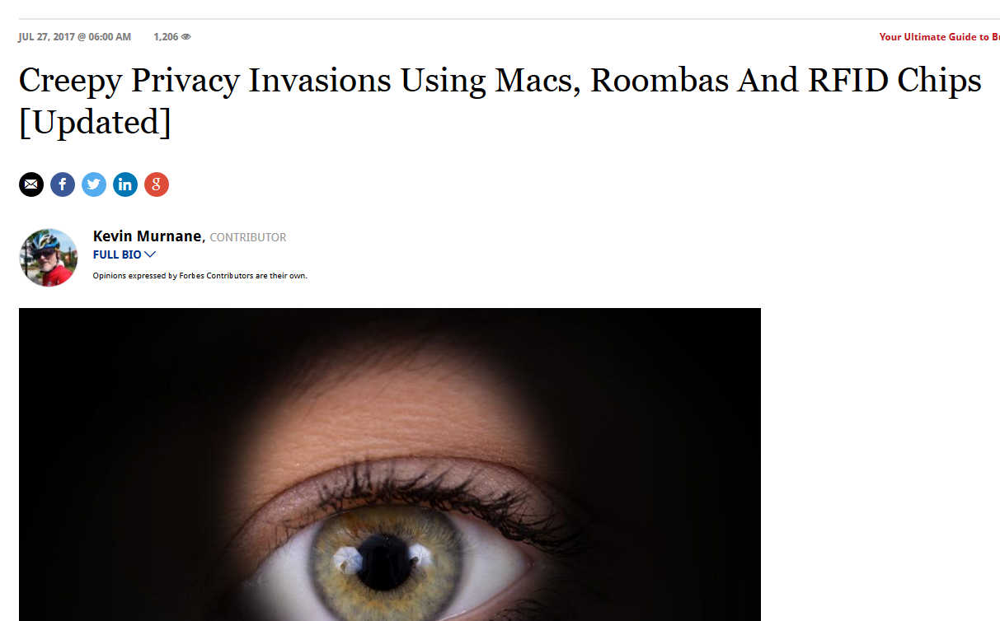 JUL 27, 2017 @ 06:00 AM 1,206
Your Ultimate Guide to
Creepy Privacy Invasions Using Macs, Roombas And RFID Chips
[Updated]
Kevin Murnane, CONTRIBUTOR
FULL BIO
Opinions expressed by Forbes Contributors are their own.